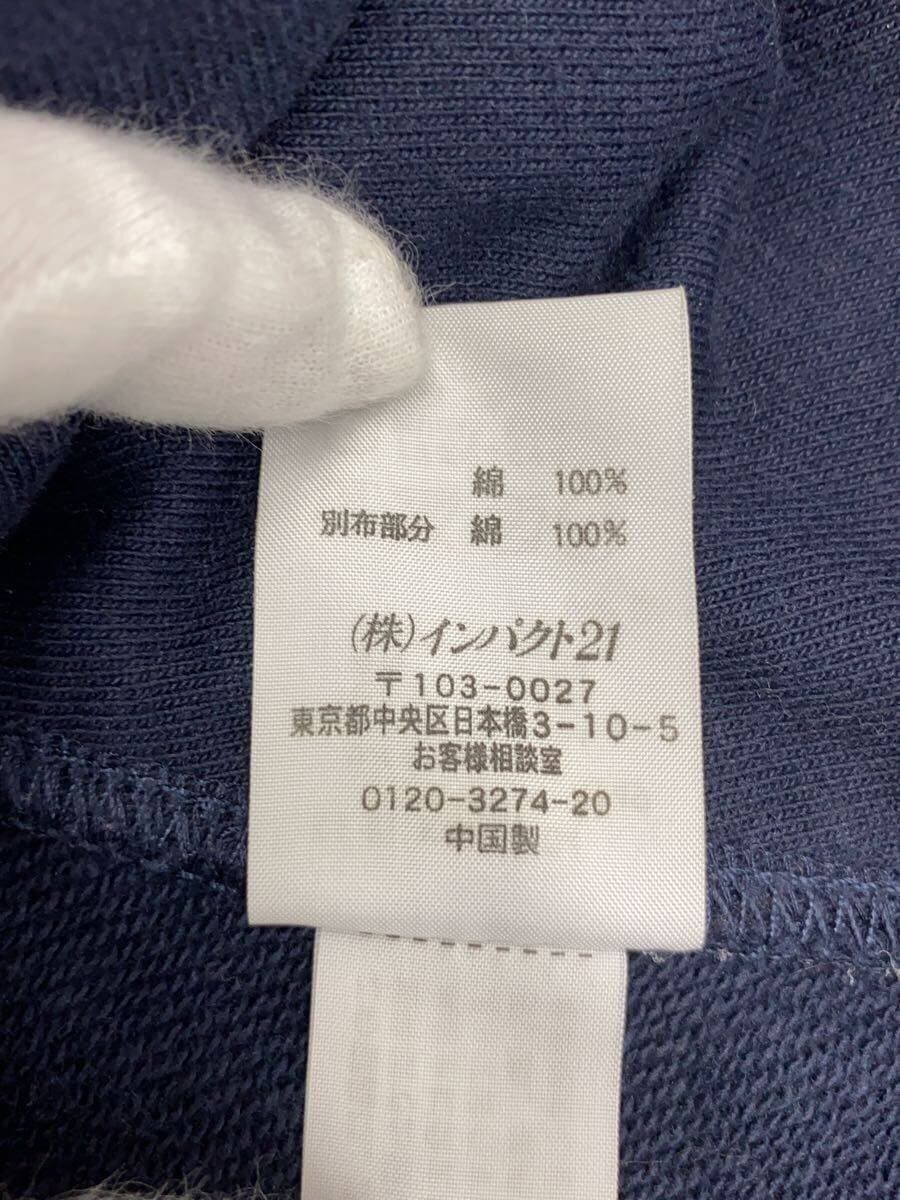 綿 100%
別布部分 綿 100%
(株)インパクト21
〒103-0027
東京都中央区日本橋3-10-5
お客様相談室
0120-3274-20
中国製